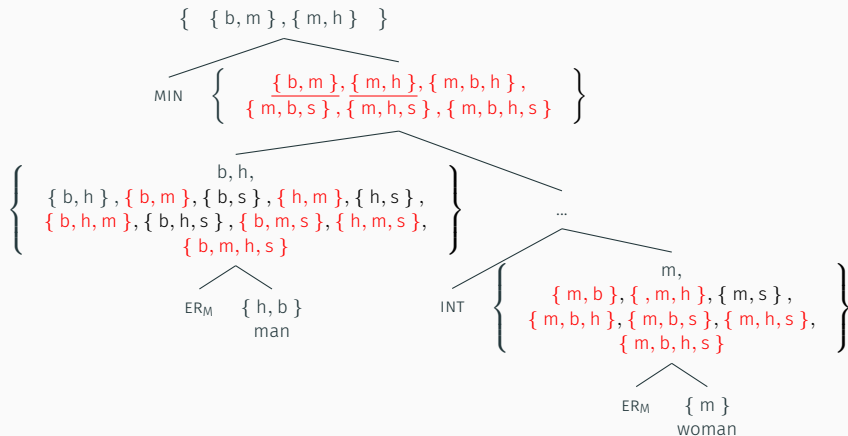 { { b, m } , { m, h } }
MIN { { b, m }, { m, h }, { m, b, h } ,
{ m, b, s } , { m, h, s } , { m, b, h, s } }
b, h,
{ { b, h } , { b, m }, { b, s } , { h, m }, { h, s } ,
{ b, h, m }, { b, h, s } , { b, m, s }, { h, m, s },
{ b, m, h, s } }
...
ERM { h, b }
man
INT { m,
{ m, b }, { , m, h }, { m, s } ,
{ m, b, h }, { m, b, s }, { m, h, s },
{ m, b, h, s } }
ERM { m }
woman